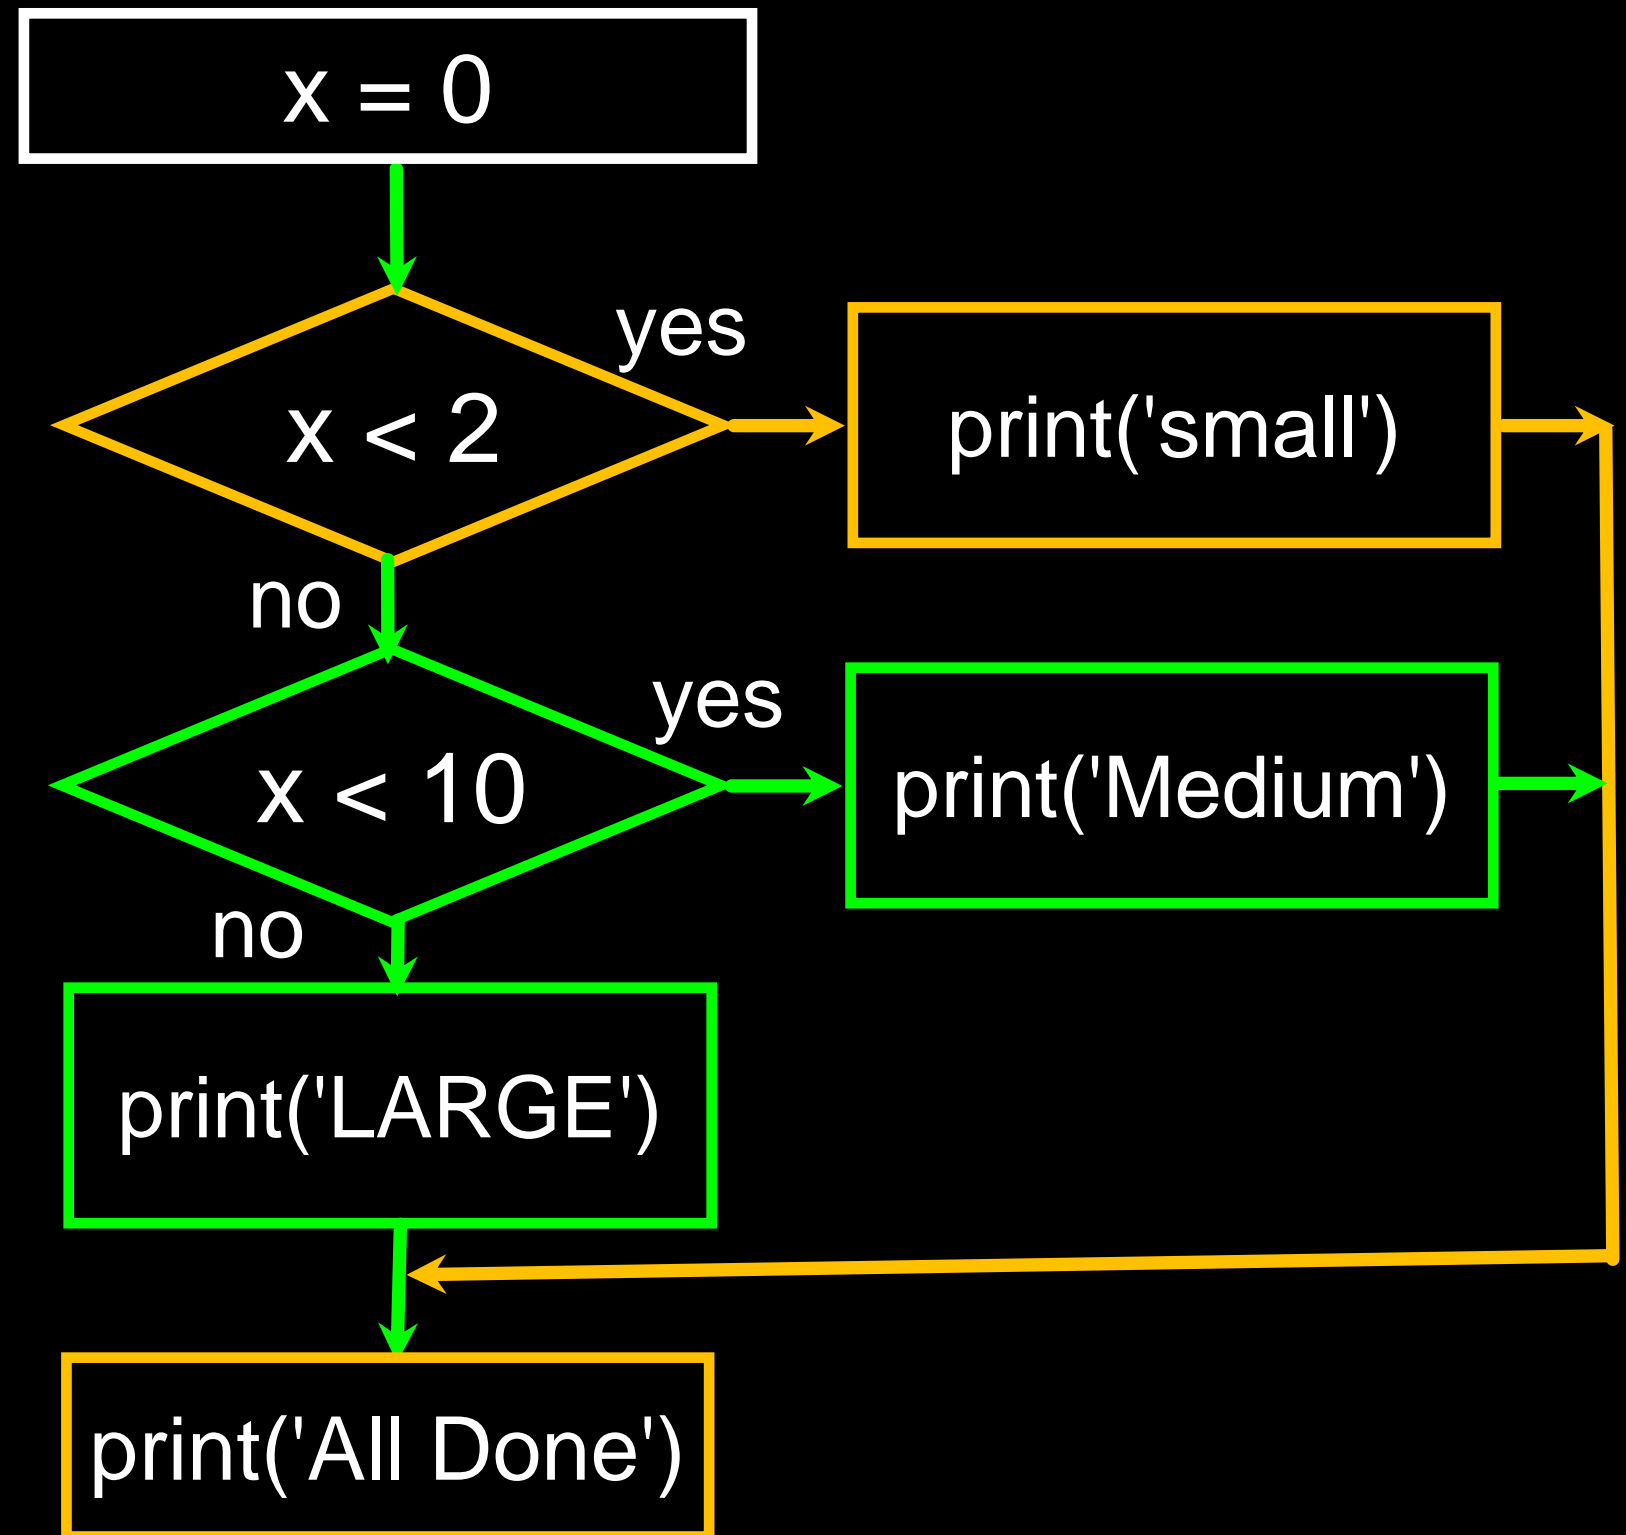 x = 0
yes
x < 2
print('small')
no
yes
x < 10
print('Medium')
no
print('LARGE')
print('All Done')